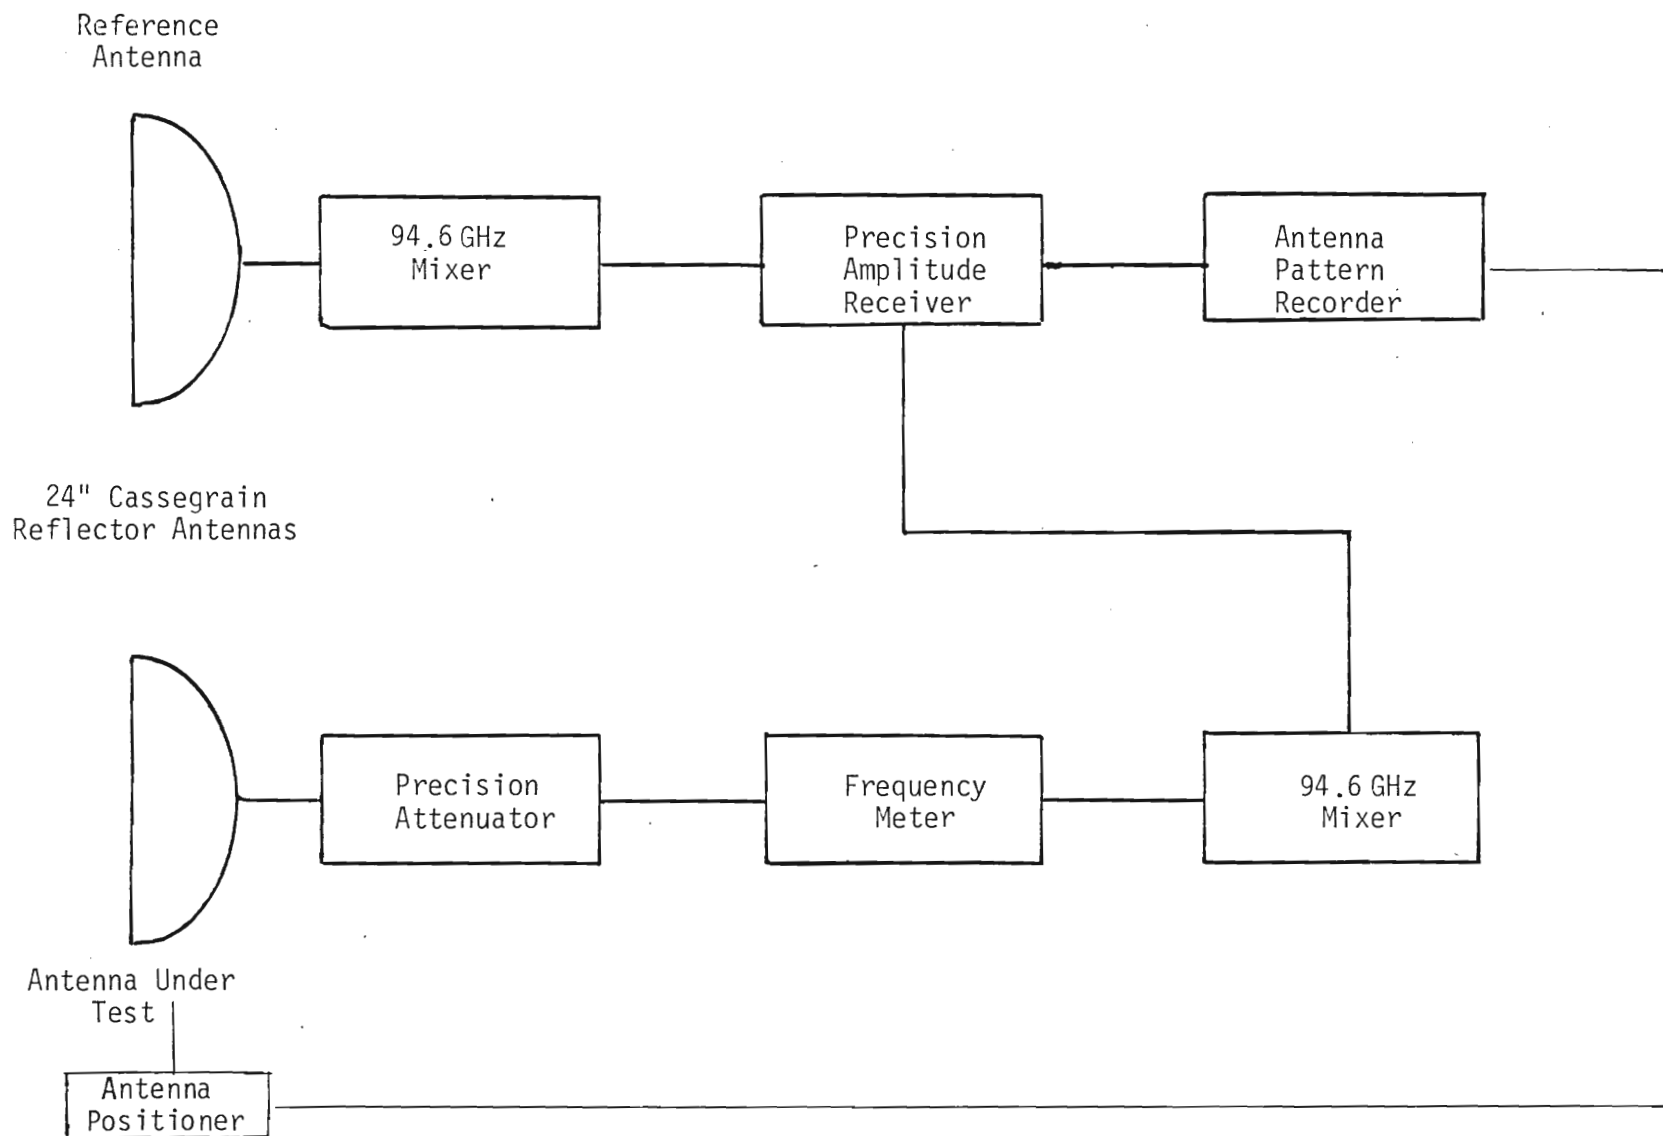 Reference
Antenna
94.6 GHz
Mixer
Precision
Amplitude
Receiver
Antenna
Pattern
Recorder
24" Cassegrain
Reflector Antennas
Precision
Attenuator
Frequency
Meter
94.6 GHz
Mixer
Antenna Under
Test
Antenna
Positioner